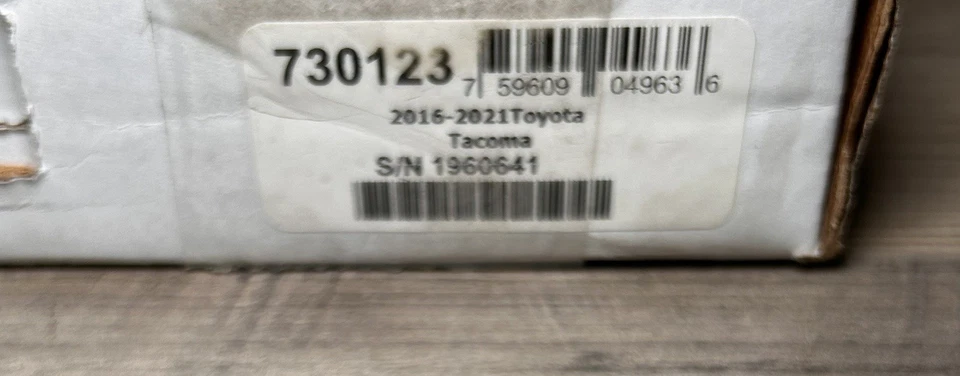 730123
7 59609 04963 6
2016-2021Toyota
Tacoma
S/N 1960641